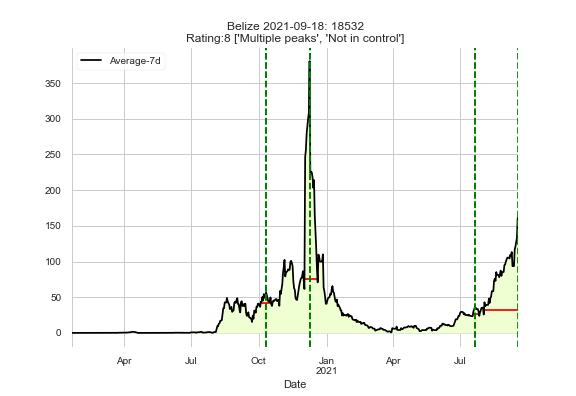 Belize 2021-09-18: 18532
Rating:8 ['Multiple peaks', 'Not in control']
Average-7d
350
300
250
200
150
100
50
0
Apr
Jul
Oct
Jan
2021
Apr
Jul
Date